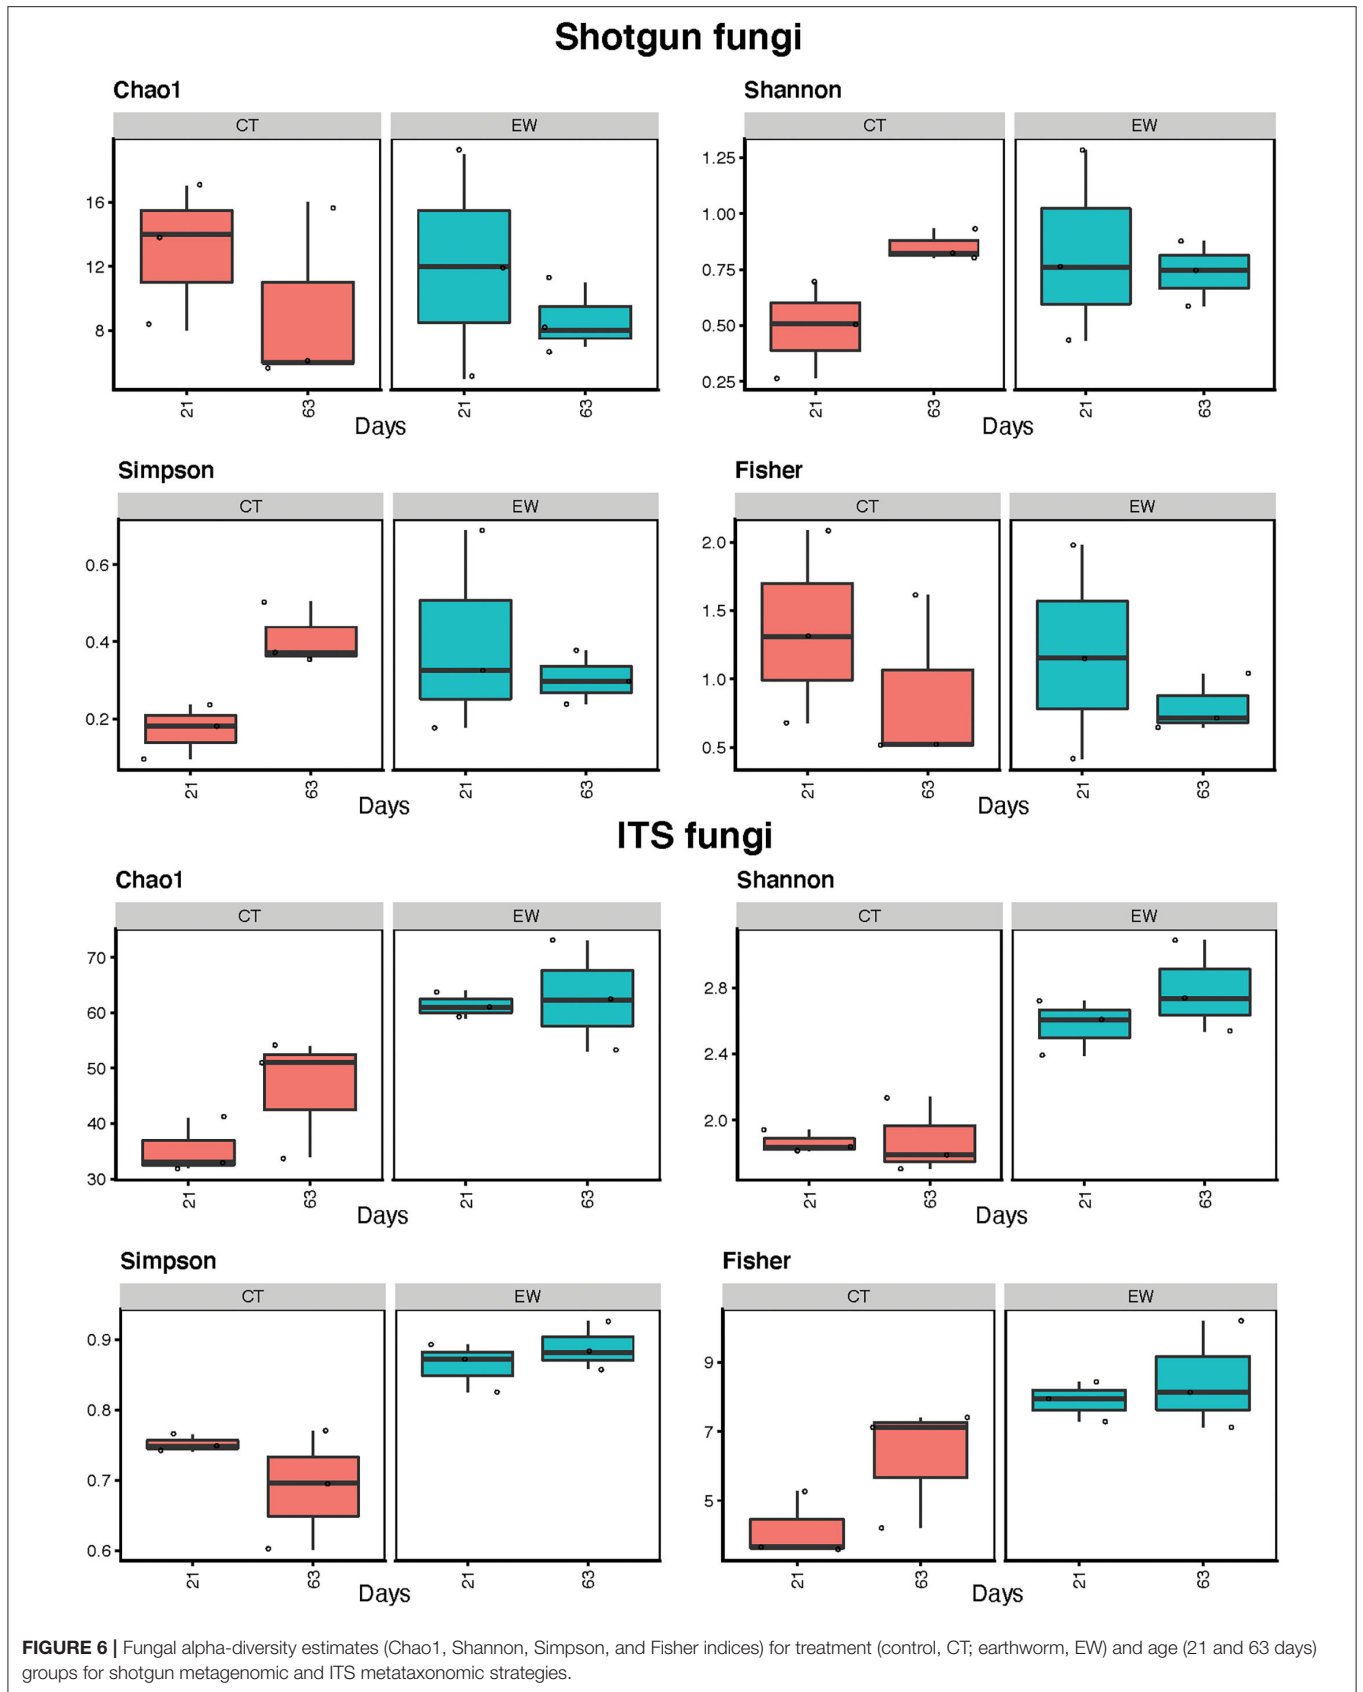 Shotgun fungi
Chao1
CT EW
16
12
8
21 63 21 63
Days
Shannon
CT EW
1.25
1.00
0.75
0.50
0.25
21 63 21 63
Days
Simpson
CT EW
0.6
0.4
0.2
21 63 21 63
Days
Fisher
CT EW
2.0
1.5
1.0
0.5
21 63 21 63
Days
ITS fungi
Chao1
CT EW
70
60
50
40
30
21 63 21 63
Days
Shannon
CT EW
2.8
2.4
2.0
21 63 21 63
Days
Simpson
CT EW
0.9
0.8
0.7
0.6
21 63 21 63
Days
Fisher
CT EW
9
7
5
21 63 21 63
Days
FIGURE 6 | Fungal alpha-diversity estimates (Chao1, Shannon, Simpson, and Fisher indices) for treatment (control, CT; earthworm, EW) and age (21 and 63 days)
groups for shotgun metagenomic and ITS metataxonomic strategies.